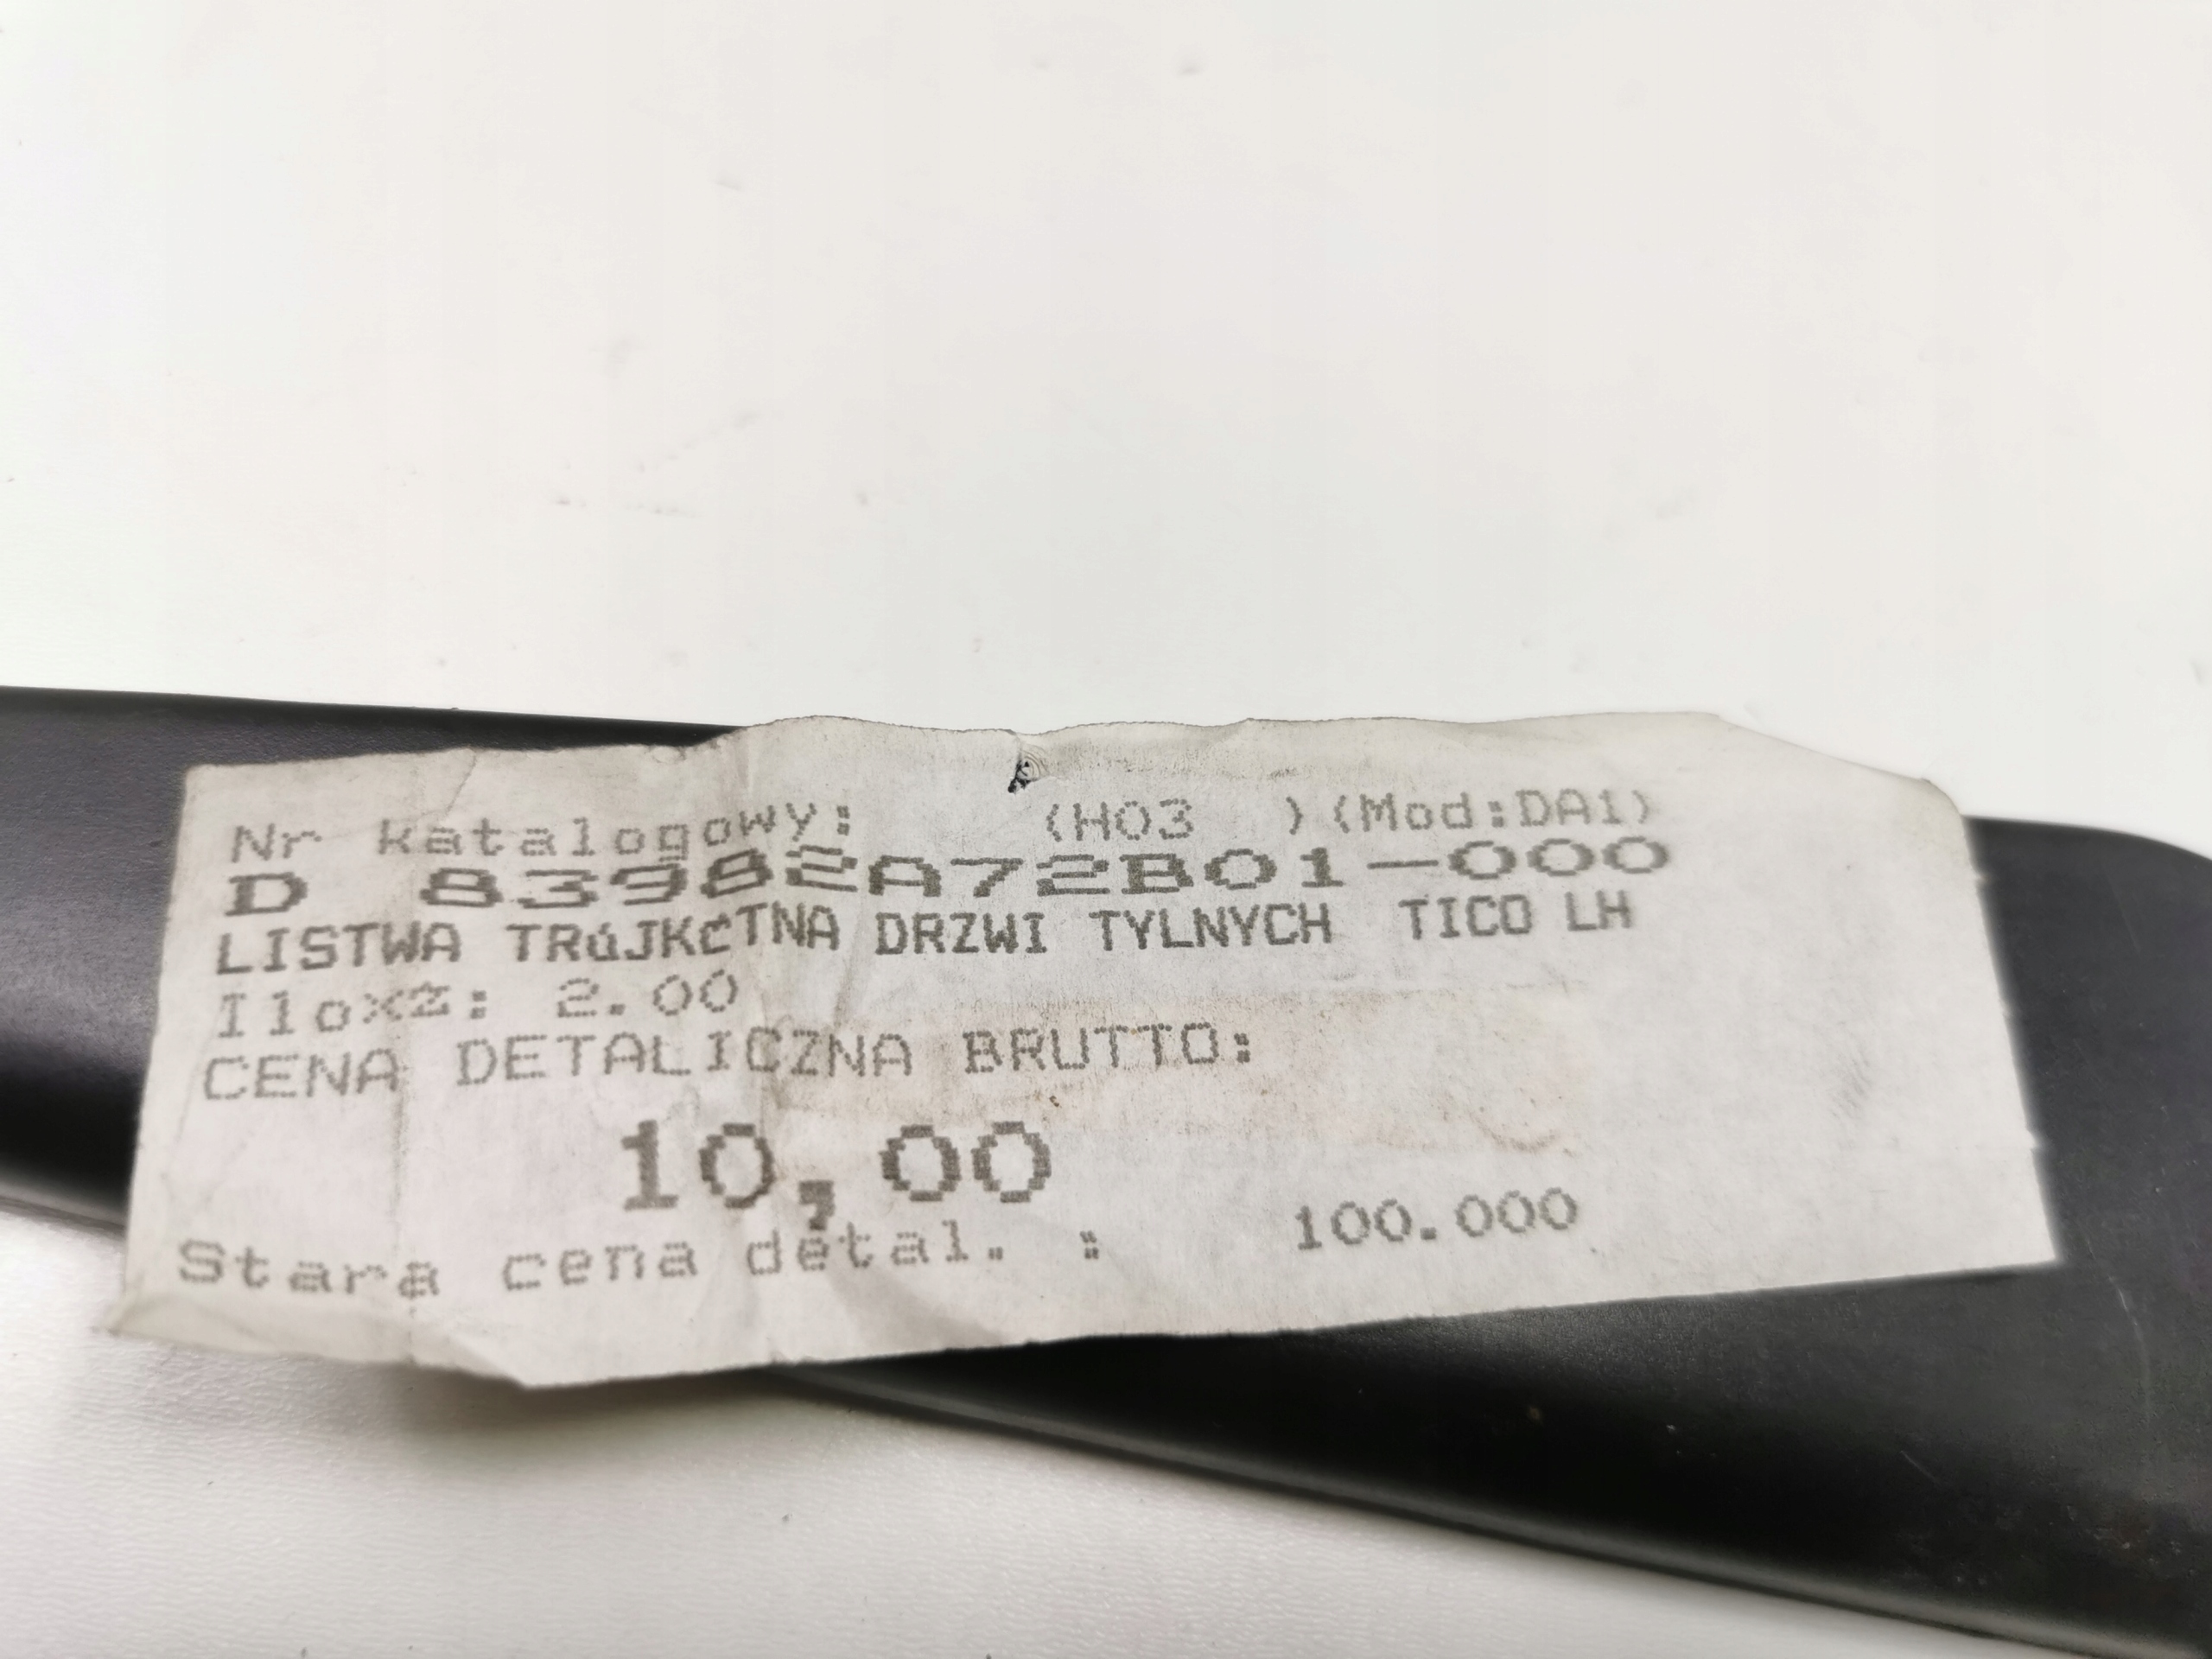 Nr katalogowy: (H03 )(Mod:DA1)
D 83982A72B01-000
LISTWA TRúJKĆTNA DRZWI TYLNYCH TICO LH
Ilo×ż: 2.00
CENA DETALICZNA BRUTTO:
10,00
Stara cena detal. : 100.000